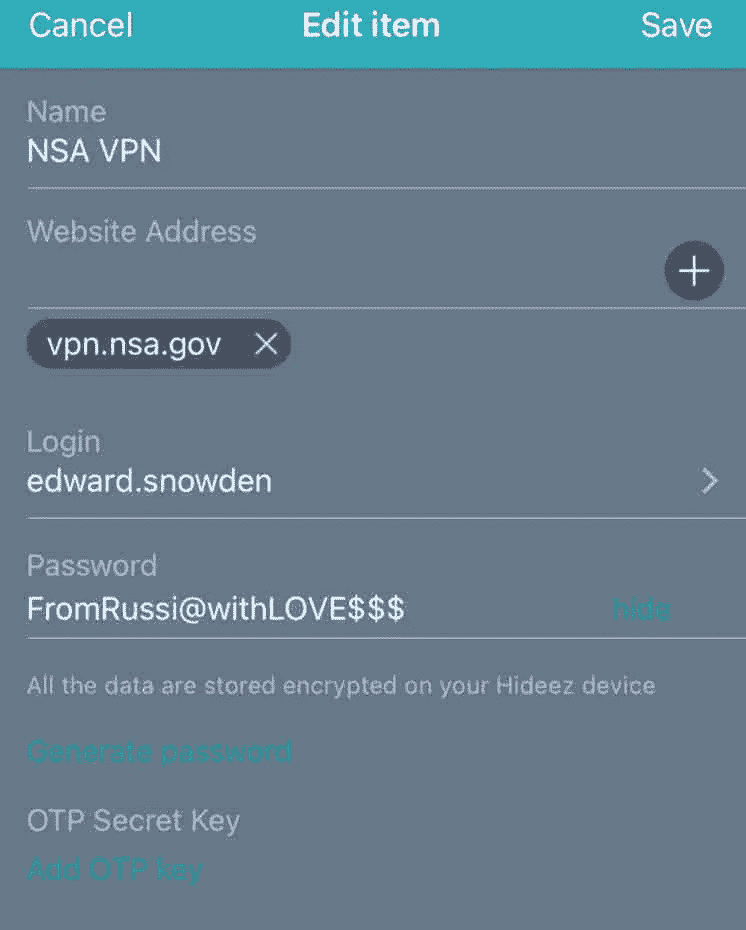 Cancel Edit item Save
Name
NSA VPN
Website Address
vpn.nsa.gov
Login
edward.snowden
Password
FromRussi@withLOVE$$$ hide
All the data are stored encrypted on your Hideez device
Generate password
OTP Secret Key
Add OTP key